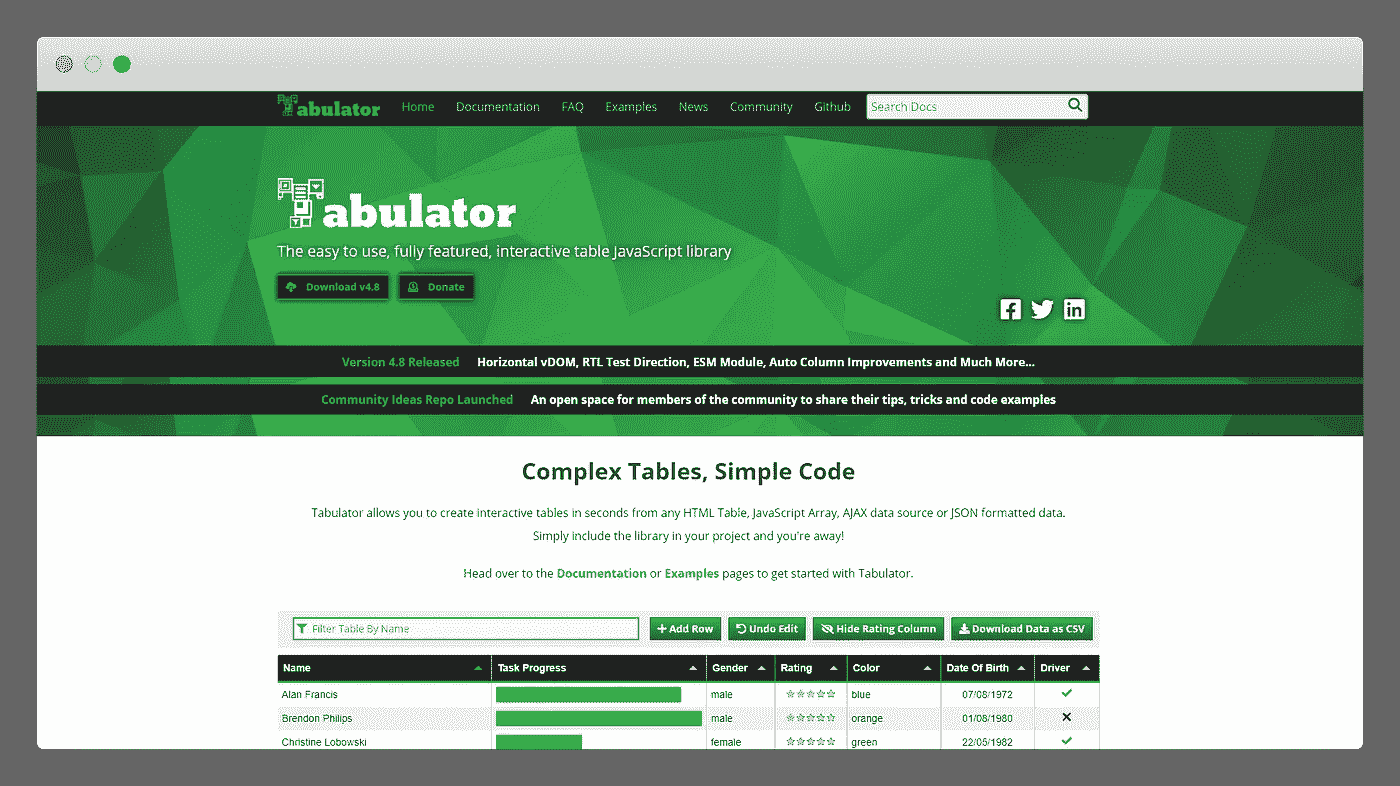 Tabulator Home Documentation FAQ Examples News Community Github Search Docs
Tabulator
The easy to use, fully featured, interactive table JavaScript library
Download v4.8 Donate
Version 4.8 Released Horizontal vDOM, RTL Test Direction, ESM Module, Auto Column Improvements and Much More...
Community Ideas Repo Launched An open space for members of the community to share their tips, tricks and code examples
Complex Tables, Simple Code
Tabulator allows you to create interactive tables in seconds from any HTML Table, JavaScript Array, AJAX data source or JSON formatted data.
Simply include the library in your project and you're away!
Head over to the Documentation or Examples pages to get started with Tabulator.
Filter Table By Name Add Row Undo Edit Hide Rating Column Download Data as CSV
Name Task Progress Gender Rating Color Date Of Birth Driver
Alan Francis male blue 07/08/1972
Brendon Philips male orange 01/08/1980
Christine Lobowski female green 22/05/1982